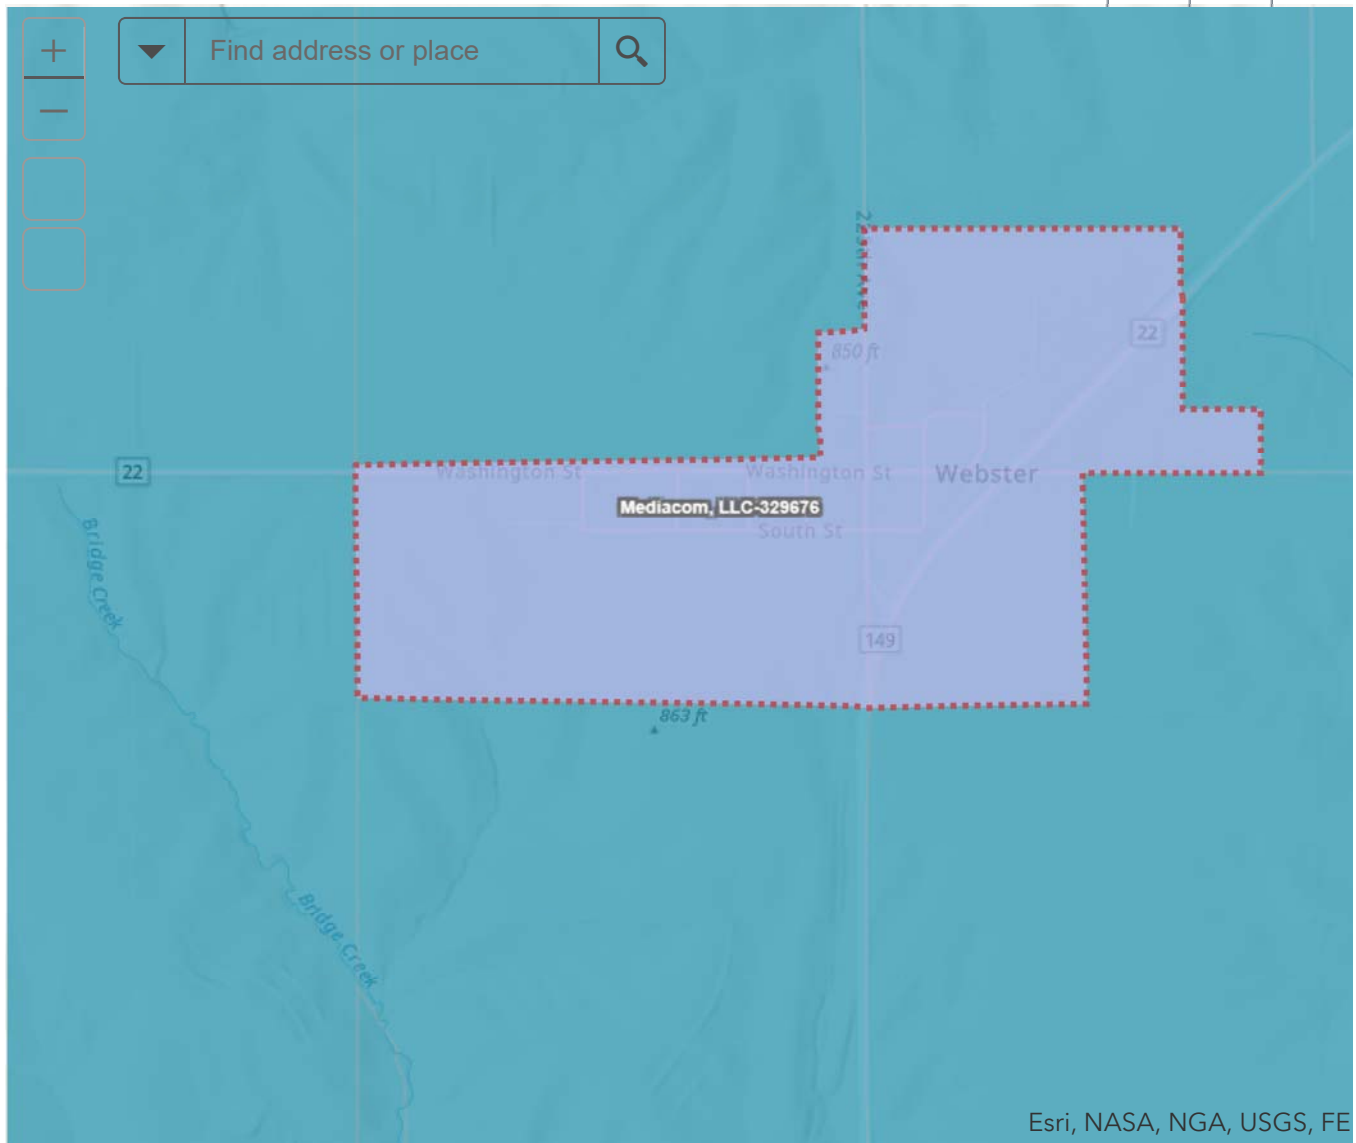 Find address or place
22
850 ft
22
Washington St
Washington St
Webster
Mediacom, LLC-329676
South St
Bridge Creek
149
863 ft
Bridge Creek
Esri, NASA, NGA, USGS, FE